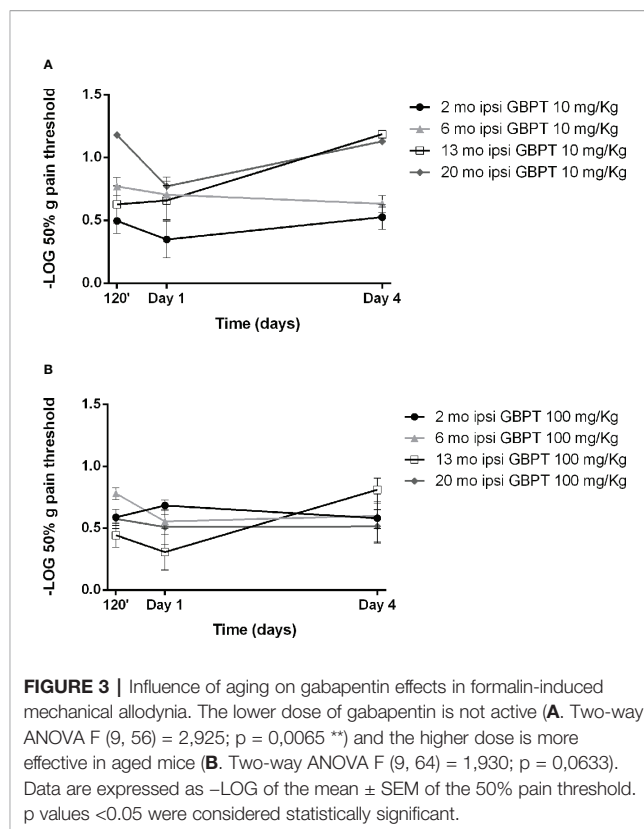 A
-LOG 50% g pain threshold
1.5
1.0
0.5
0.0
120'
Day 1
Day 4
Time (days)
2 mo ipsi GBPT 10 mg/Kg
6 mo ipsi GBPT 10 mg/Kg
13 mo ipsi GBPT 10 mg/Kg
20 mo ipsi GBPT 10 mg/Kg
B
-LOG 50% g pain threshold
1.5
1.0
0.5
0.0
120'
Day 1
Day 4
Time (days)
2 mo ipsi GBPT 100 mg/Kg
6 mo ipsi GBPT 100 mg/Kg
13 mo ipsi GBPT 100 mg/Kg
20 mo ipsi GBPT 100 mg/Kg
FIGURE 3 | Influence of aging on gabapentin effects in formalin-induced
mechanical allodynia. The lower dose of gabapentin is not active (A. Two-way
ANOVA F (9, 56) = 2,925; p = 0,0065 **) and the higher dose is more
effective in aged mice (B. Two-way ANOVA F (9, 64) = 1,930; p = 0,0633).
Data are expressed as −LOG of the mean ± SEM of the 50% pain threshold.
p values <0.05 were considered statistically significant.